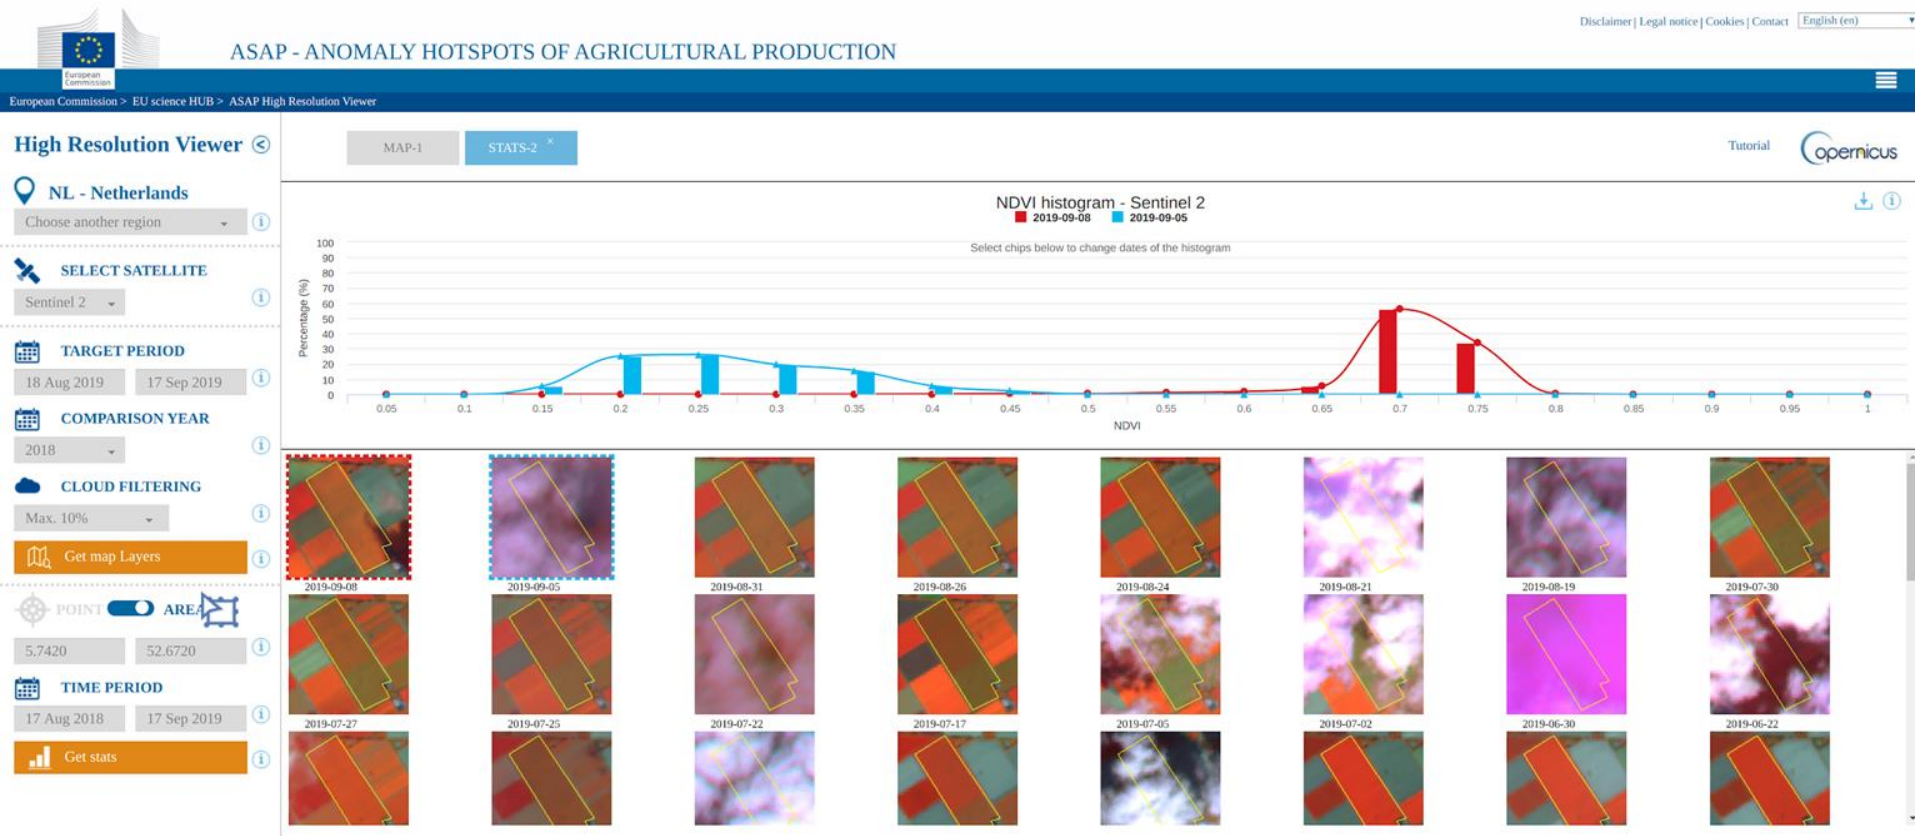 Disclaimer | Legal notice | Cookies | Contact English (en)
European
Commission
ASAP - ANOMALY HOTSPOTS OF AGRICULTURAL PRODUCTION
European Commission > EU science HUB > ASAP High Resolution Viewer
High Resolution Viewer
NL - Netherlands
Choose another region
SELECT SATELLITE
Sentinel 2
TARGET PERIOD
18 Aug 2019 17 Sep 2019
COMPARISON YEAR
2018
CLOUD FILTERING
Max. 10%
Get map Layers
POINT AREA
5.7420 52.6720
TIME PERIOD
17 Aug 2018 17 Sep 2019
Get stats
MAP-1 STATS-2 ×
Tutorial
Copernicus
NDVI histogram - Sentinel 2
2019-09-08 2019-09-05
Select chips below to change dates of the histogram
Percentage (%)
100
90
80
70
60
50
40
30
20
10
0
0.05 0.1 0.15 0.2 0.25 0.3 0.35 0.4 0.45 0.5 0.55 0.6 0.65 0.7 0.75 0.8 0.85 0.9 0.95 1
NDVI
2019-09-08 2019-09-05 2019-08-31 2019-08-26 2019-08-24 2019-08-21 2019-08-19 2019-07-30
2019-07-27 2019-07-25 2019-07-22 2019-07-17 2019-07-05 2019-07-02 2019-06-30 2019-06-22